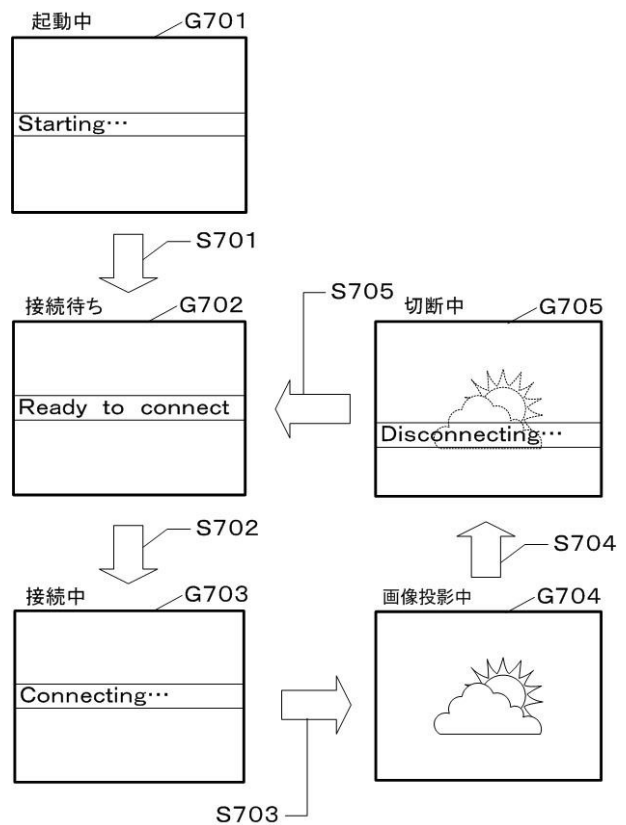 起動中
G701
Starting…
S701
接続待ち
G702
Ready to connect
S705
切断中
G705
Disconnecting…
S702
S704
接続中
G703
Connecting…
画像投影中
G704
S703